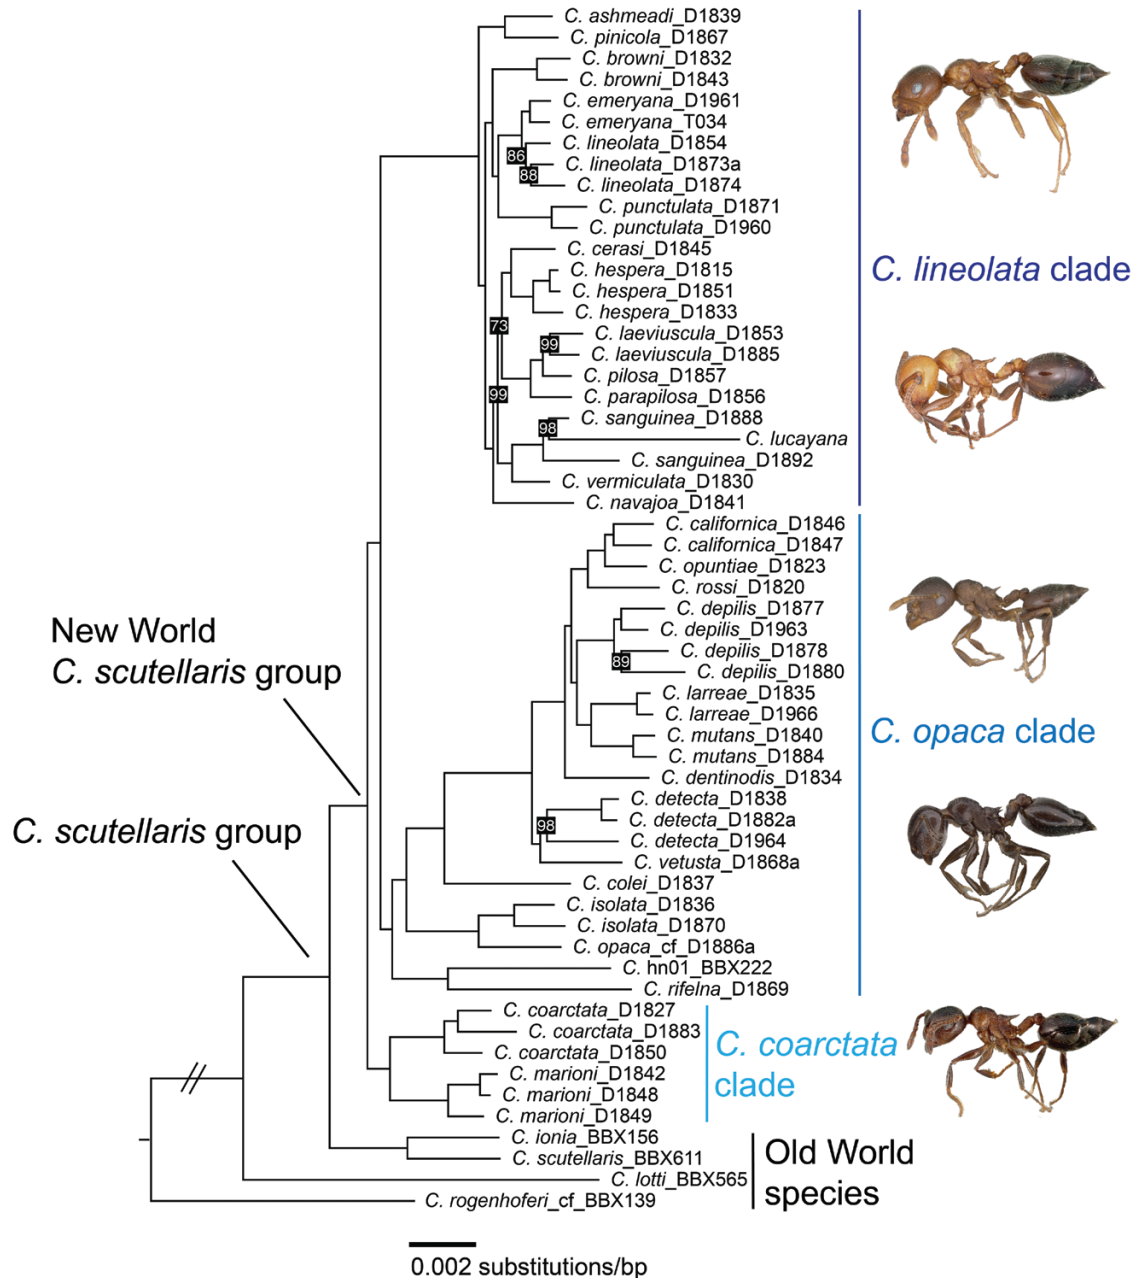 C. ashmeadi_D1839
C. pinicola_D1867
C. browni_D1832
C. browni_D1843
C. emeryana_D1961
C. emeryana_T034
C. lineolata_D1854
86
C. lineolata_D1873a
88
C. lineolata_D1874
C. punctulata_D1871
C. punctulata_D1960
C. cerasi_D1845
C. hespera_D1815
C. lineolata clade
C. hespera_D1851
C. hespera_D1833
73
C. laeviuscula_D1853
99
C. laeviuscula_D1885
C. pilosa_D1857
99
C. parapilosa_D1856
C. sanguinea_D1888
98
C. lucayana
C. sanguinea_D1892
C. vermiculata_D1830
C. navajoa_D1841
C. californica_D1846
C. californica_D1847
C. opuntiae_D1823
C. rossi_D1820
C. depilis_D1877
C. depilis_D1963
C. depilis_D1878
89
C. depilis_D1880
New World
C. scutellaris group
C. larreae_D1835
C. larreae_D1966
C. mutans_D1840
C. opaca clade
C. mutans_D1884
C. dentinodis_D1834
C. detecta_D1838
C. detecta_D1882a
98
C. scutellaris group
C. detecta_D1964
C. vetusta_D1868a
C. colei_D1837
C. isolata_D1836
C. isolata_D1870
C. opaca_cf_D1886a
C. hn01_BBX222
C. rifelna_D1869
C. coarctata_D1827
C. coarctata_D1883
C. coarctata_D1850
C. coarctata
clade
C. marioni_D1842
C. marioni_D1848
C. marioni_D1849
C. ionia_BBX156
C. scutellaris_BBX611
C. lotti_BBX565
Old World
species
C. rogenhoferi_cf_BBX139
0.002 substitutions/bp